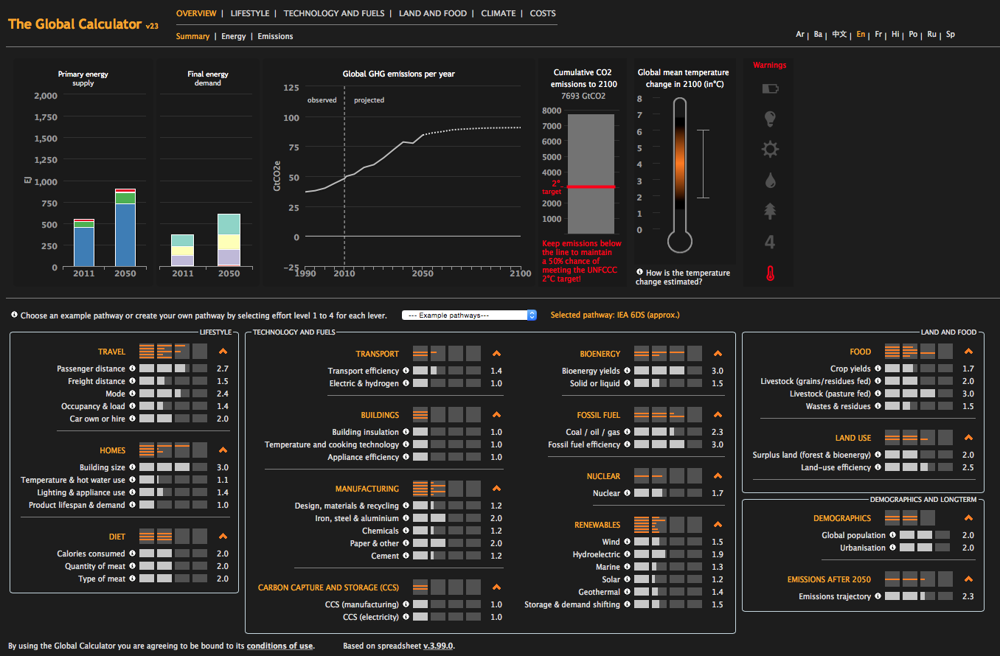 The Global Calculator v23
OVERVIEW | LIFESTYLE | TECHNOLOGY AND FUELS | LAND AND FOOD | CLIMATE | COSTS
Summary | Energy | Emissions
Ar | Ba | 中文 | En | Fr | Hi | Po | Ru | Sp
Primary energy
supply
2,000
1,750
1,500
1,250
1,000
750
500
250
0
EJ
2011 2050
Final energy
demand
2011 2050
Global GHG emissions per year
observed projected
125
100
75
50
25
0
−25
GtCO2e
1990 2010 2050 2100
Cumulative CO2
emissions to 2100
7693 GtCO2
8000
7000
6000
5000
4000
3000
2°
target
2000
1000
Keep emissions below
the line to maintain
a 50% chance of
meeting the UNFCCC
2°C target!
Global mean temperature
change in 2100 (in°C)
8
7
6
5
4
3
2
1
0
How is the temperature
change estimated?
Warnings
4
Choose an example pathway or create your own pathway by selecting effort level 1 to 4 for each lever.
--- Example pathways---
Selected pathway: IEA 6DS (approx.)
LIFESTYLE
TRAVEL
Passenger distance 2.7
Freight distance 1.5
Mode 2.4
Occupancy & load 1.4
Car own or hire 2.0
HOMES
Building size 3.0
Temperature & hot water use 1.1
Lighting & appliance use 1.4
Product lifespan & demand 1.0
DIET
Calories consumed 2.0
Quantity of meat 2.0
Type of meat 2.0
TECHNOLOGY AND FUELS
TRANSPORT
Transport efficiency 1.4
Electric & hydrogen 1.0
BUILDINGS
Building insulation 1.0
Temperature and cooking technology 1.0
Appliance efficiency 1.0
MANUFACTURING
Design, materials & recycling 1.2
Iron, steel & aluminium 2.0
Chemicals 1.2
Paper & other 2.0
Cement 1.2
CARBON CAPTURE AND STORAGE (CCS)
CCS (manufacturing) 1.0
CCS (electricity) 1.0
BIOENERGY
Bioenergy yields 3.0
Solid or liquid 1.5
FOSSIL FUEL
Coal / oil / gas 2.3
Fossil fuel efficiency 3.0
NUCLEAR
Nuclear 1.7
RENEWABLES
Wind 1.5
Hydroelectric 1.9
Marine 1.3
Solar 1.2
Geothermal 1.4
Storage & demand shifting 1.5
LAND AND FOOD
FOOD
Crop yields 1.7
Livestock (grains/residues fed) 2.0
Livestock (pasture fed) 3.0
Wastes & residues 1.5
LAND USE
Surplus land (forest & bioenergy) 2.0
Land-use efficiency 2.5
DEMOGRAPHICS AND LONGTERM
DEMOGRAPHICS
Global population 2.0
Urbanisation 2.0
EMISSIONS AFTER 2050
Emissions trajectory 2.3
By using the Global Calculator you are agreeing to be bound to its conditions of use.
Based on spreadsheet v.3.99.0.